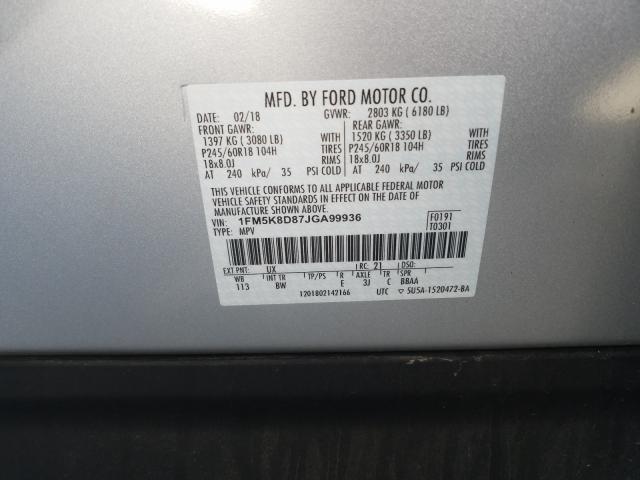 MFD. BY FORD MOTOR CO.
DATE: 02/18 GVWR: 2803 KG ( 6180 LB)
FRONT GAWR: REAR GAWR:
1397 KG ( 3080 LB) 1520 KG ( 3350 LB)
P245/60R18 104H TIRES P245/60R18 104H TIRES
18x8.0J RIMS 18x8.0J RIMS
AT 240 kPa/ 35 PSI COLD AT 240 kPa/ 35 PSI COLD
THIS VEHICLE CONFORMS TO ALL APPLICABLE FEDERAL MOTOR
VEHICLE SAFETY STANDARDS IN EFFECT ON THE DATE OF
MANUFACTURE SHOWN ABOVE.
VIN: 1FM5K8D87JGA99936 F0191
TYPE: MPV T0301
EXT PNT: UX RC: 21 DSO:
WB INT TR TP/PS R AXLE TR SPR
113 BW E 3J C BBAA
1201802142166 UTC ▽ 5U5A-1520472-BA